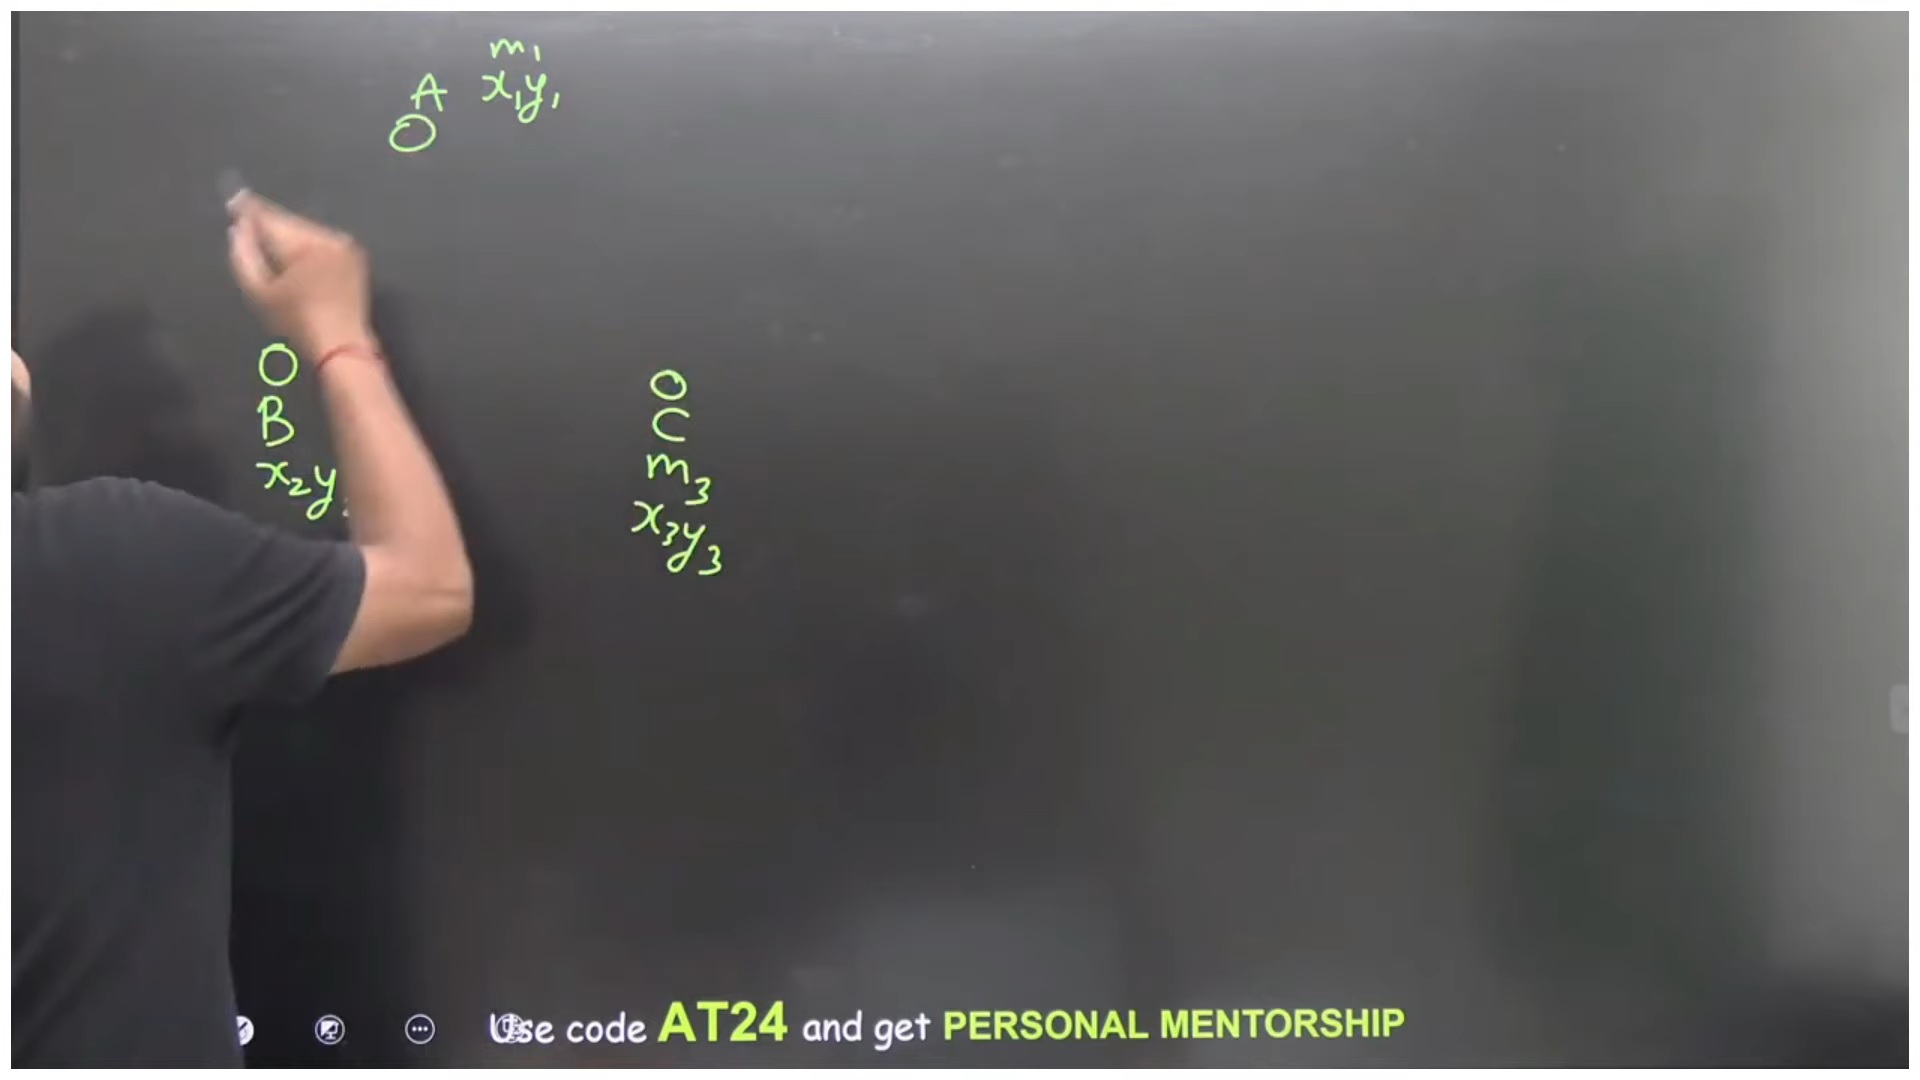 m1
A x1y1
O
O
B
x2y
O
C
m3
x3y3
Use code AT24 and get PERSONAL MENTORSHIP